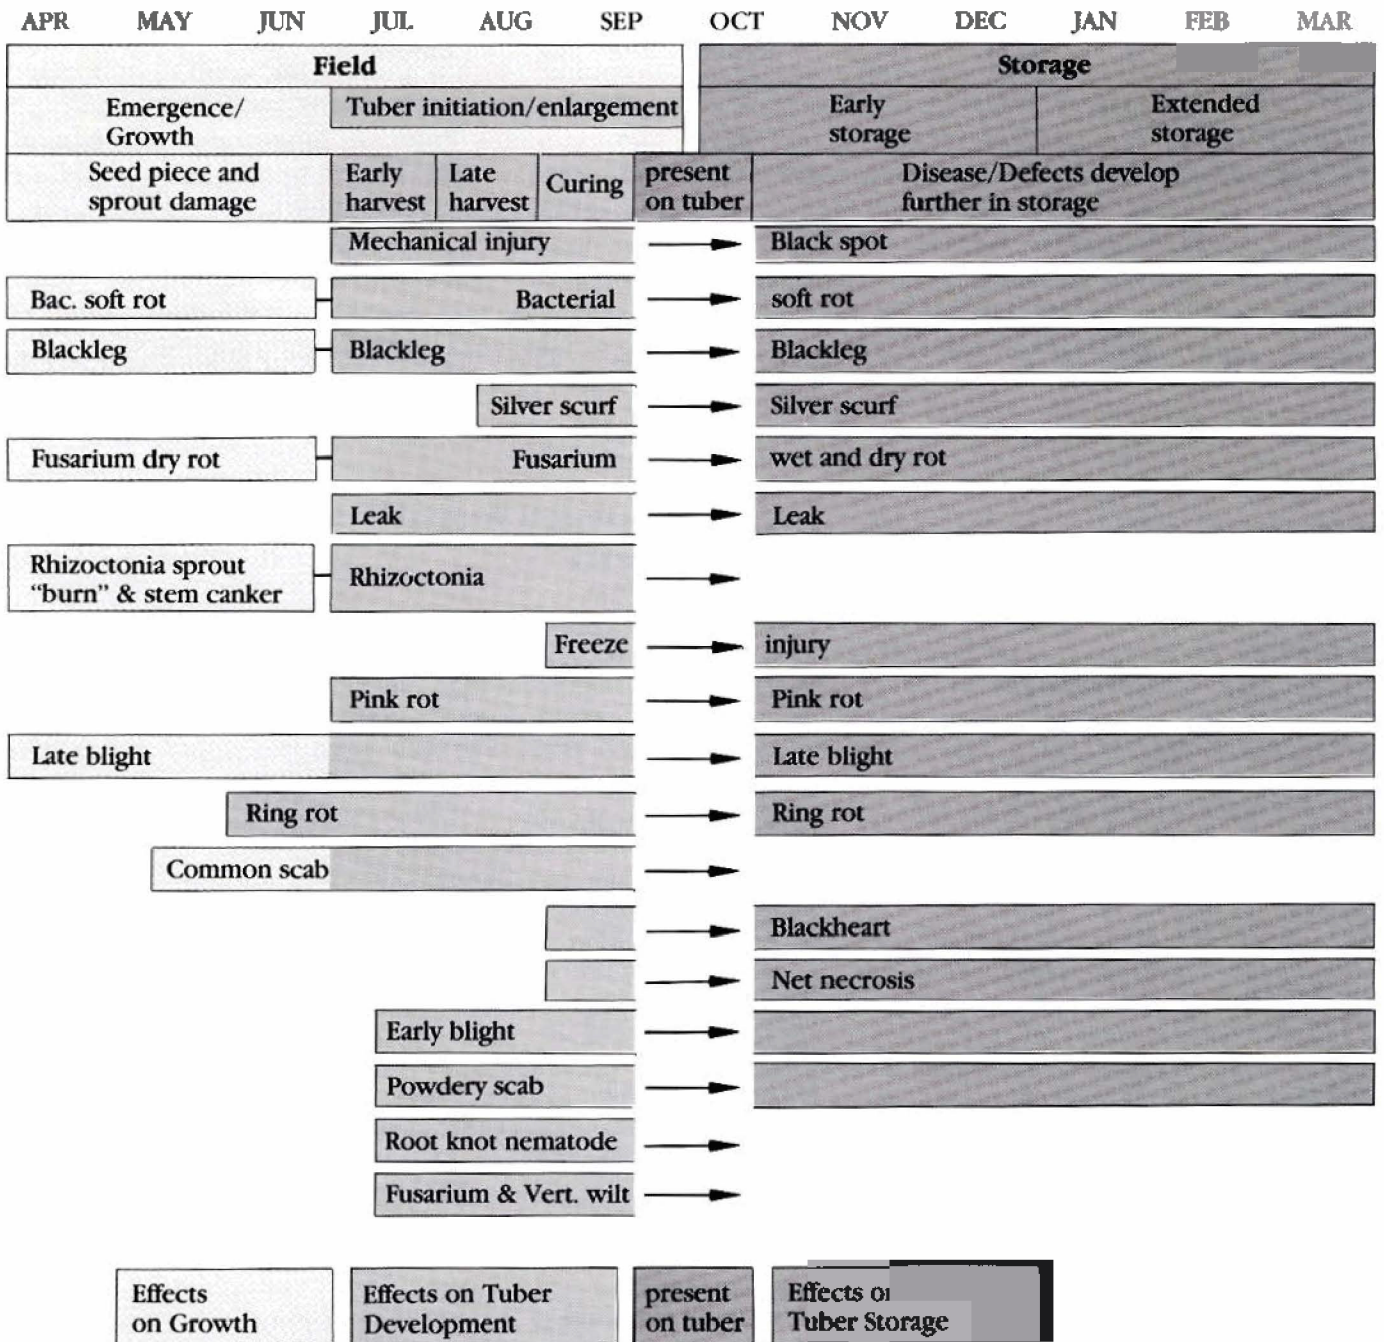 APR MAY JUN JUL AUG SEP OCT NOV DEC JAN FEB MAR
Field Storage
Emergence/ Tuber initiation/enlargement Early Extended
Growth storage storage
Seed piece and Early Late Curing present Disease/Defects develop
sprout damage harvest harvest on tuber further in storage
Mechanical injury Black spot
Bac. soft rot Bacterial soft rot
Blackleg Blackleg Blackleg
Silver scurf Silver scurf
Fusarium dry rot Fusarium wet and dry rot
Leak Leak
Rhizoctonia sprout Rhizoctonia
"burn" & stem canker
Freeze injury
Pink rot Pink rot
Late blight Late blight
Ring rot Ring rot
Common scab
Blackheart
Net necrosis
Early blight
Powdery scab
Root knot nematode
Fusarium & Vert. wilt
Effects Effects on Tuber present Effects
on Growth Development on tuber Tuber Storage